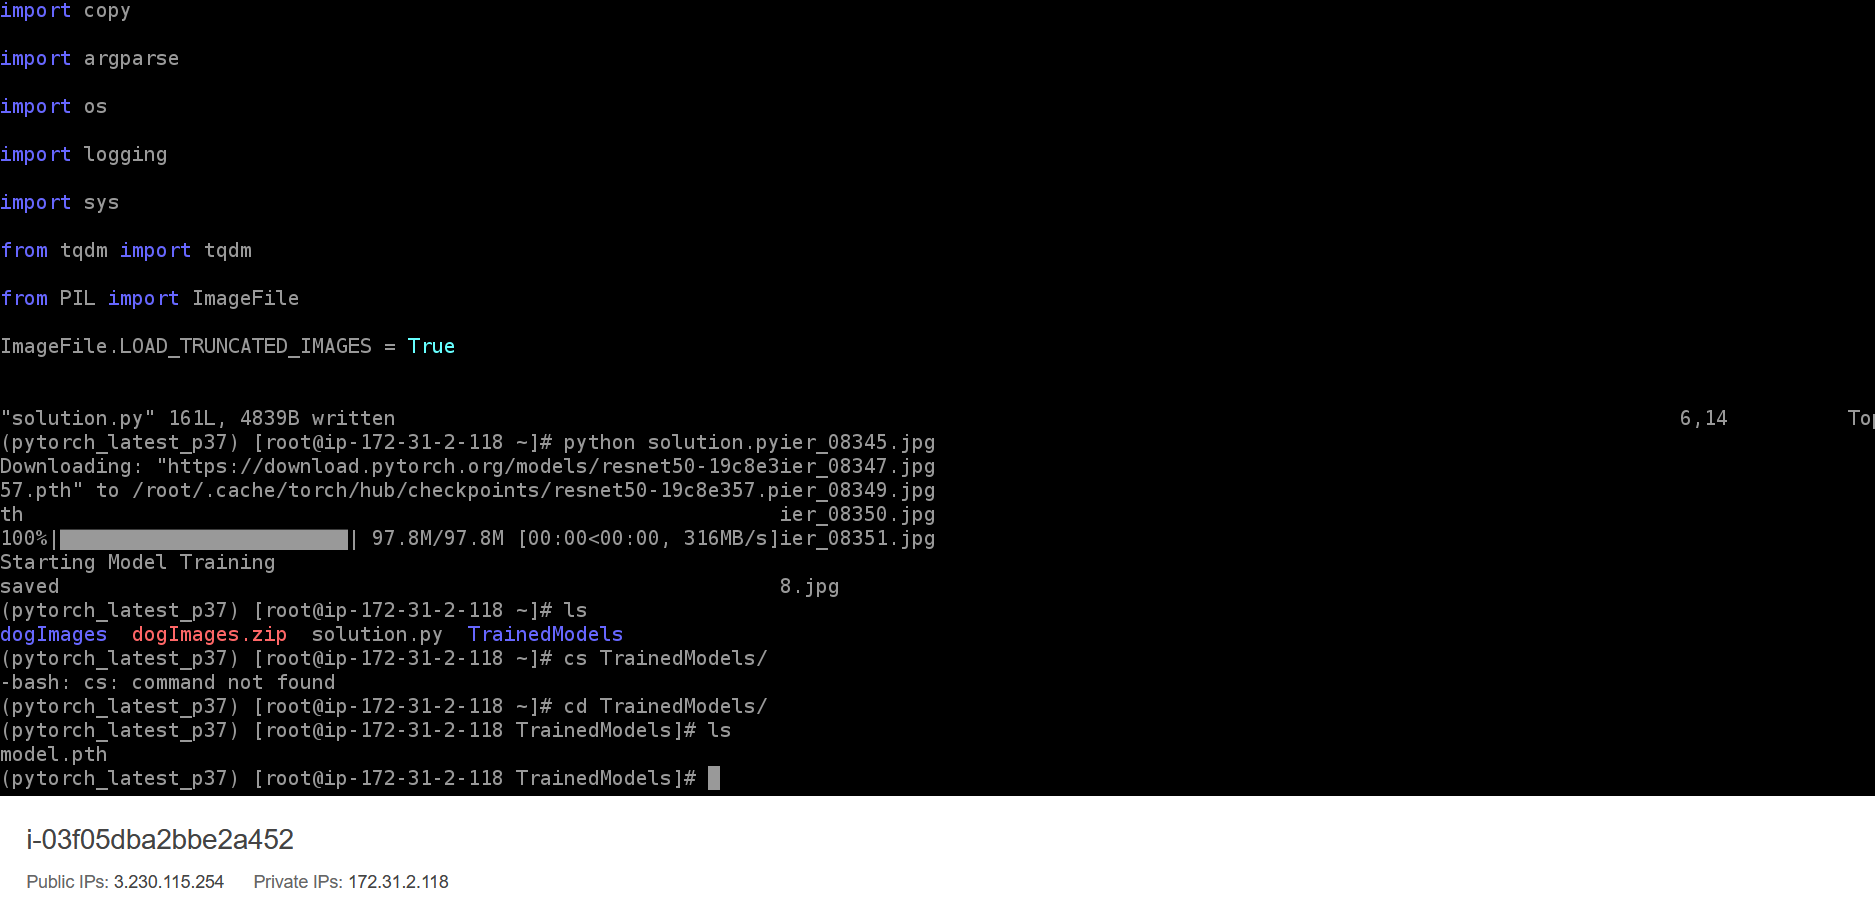 import copy
import argparse
import os
import logging
import sys
from tqdm import tqdm
from PIL import ImageFile
ImageFile.LOAD_TRUNCATED_IMAGES = True
"solution.py" 161L, 4839B written 6,14 Top
(pytorch_latest_p37) [root@ip-172-31-2-118 ~]# python solution.pyier_08345.jpg
Downloading: "https://download.pytorch.org/models/resnet50-19c8e3ier_08347.jpg
57.pth" to /root/.cache/torch/hub/checkpoints/resnet50-19c8e357.pier_08349.jpg
th ier_08350.jpg
100%| | 97.8M/97.8M [00:00<00:00, 316MB/s]ier_08351.jpg
Starting Model Training
saved 8.jpg
(pytorch_latest_p37) [root@ip-172-31-2-118 ~]# ls
dogImages dogImages.zip solution.py TrainedModels
(pytorch_latest_p37) [root@ip-172-31-2-118 ~]# cs TrainedModels/
-bash: cs: command not found
(pytorch_latest_p37) [root@ip-172-31-2-118 ~]# cd TrainedModels/
(pytorch_latest_p37) [root@ip-172-31-2-118 TrainedModels]# ls
model.pth
(pytorch_latest_p37) [root@ip-172-31-2-118 TrainedModels]#
i-03f05dba2bbe2a452
Public IPs: 3.230.115.254 Private IPs: 172.31.2.118